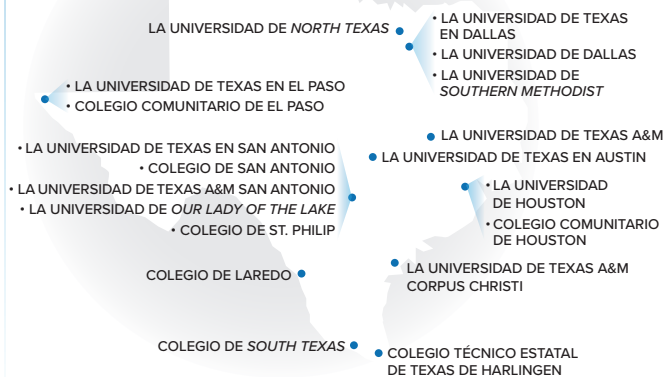 LA UNIVERSIDAD DE NORTH TEXAS
• LA UNIVERSIDAD DE TEXAS
EN DALLAS
• LA UNIVERSIDAD DE DALLAS
• LA UNIVERSIDAD DE
SOUTHERN METHODIST
• LA UNIVERSIDAD DE TEXAS EN EL PASO
• COLEGIO COMUNITARIO DE EL PASO
LA UNIVERSIDAD DE TEXAS A&M
• LA UNIVERSIDAD DE TEXAS EN SAN ANTONIO
• COLEGIO DE SAN ANTONIO
• LA UNIVERSIDAD DE TEXAS A&M SAN ANTONIO
• LA UNIVERSIDAD DE OUR LADY OF THE LAKE
• COLEGIO DE ST. PHILIP
LA UNIVERSIDAD DE TEXAS EN AUSTIN
• LA UNIVERSIDAD
DE HOUSTON
• COLEGIO COMUNITARIO
DE HOUSTON
COLEGIO DE LAREDO
LA UNIVERSIDAD DE TEXAS A&M
CORPUS CHRISTI
COLEGIO DE SOUTH TEXAS
COLEGIO TÉCNICO ESTATAL
DE TEXAS DE HARLINGEN